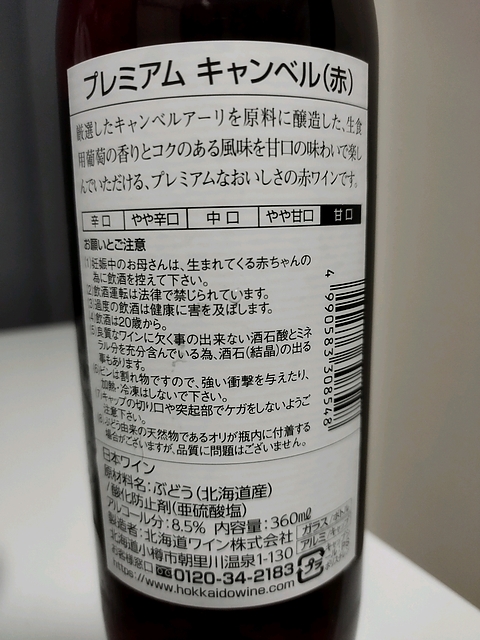 プレミアム キャンベル(赤)
厳選したキャンベルアーリを原料に醸造した、生食
用葡萄の香りとコクのある風味を甘口の味わいで楽し
んでいただける、プレミアムなおいしさの赤ワインです。
辛口 やや辛口 中口 やや甘口 甘口
お願いとご注意
(1)妊娠中のお母さんは、生まれてくる赤ちゃんの
為に飲酒を控えて下さい。
(2)飲酒運転は法律で禁じられています。
(3)過度の飲酒は健康に害を及ぼします。
(4)飲酒は20歳から。
(5)良質なワインに欠く事の出来ない酒石酸とミネ
ラル分を充分含んでいる為、酒石(結晶)の出る
事もあります。
(6)ビンは割れ物ですので、強い衝撃を与えたり、
加熱・冷凍はしないで下さい。
(7)キャップの切り口や突起部でケガをしないようご
注意下さい。
(8)ぶどう由来の天然物であるオリが瓶内に付着する
場合がございますが、品質に問題はございません。
4 990583 308548
日本ワイン
原材料名:ぶどう(北海道産)
/酸化防止剤(亜硫酸塩)
アルコール分:8.5% 内容量:360㎖
製造者:北海道ワイン株式会社
北海道小樽市朝里川温泉1-130
お客様窓口 0120-34-2183
https://www.hokkaidowine.com
ガラス
アルミ
プラ